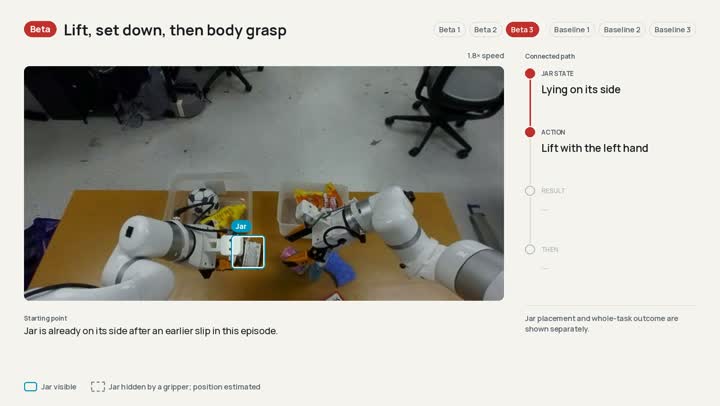 Beta Lift, set down, then body grasp
Beta 1 Beta 2 Beta 3 Baseline 1 Baseline 2 Baseline 3
1.8× speed
Jar
Starting point
Jar is already on its side after an earlier slip in this episode.
Jar visible Jar hidden by a gripper; position estimated
Connected path
JAR STATE
Lying on its side
ACTION
Lift with the left hand
RESULT
—
THEN
—
Jar placement and whole-task outcome are
shown separately.